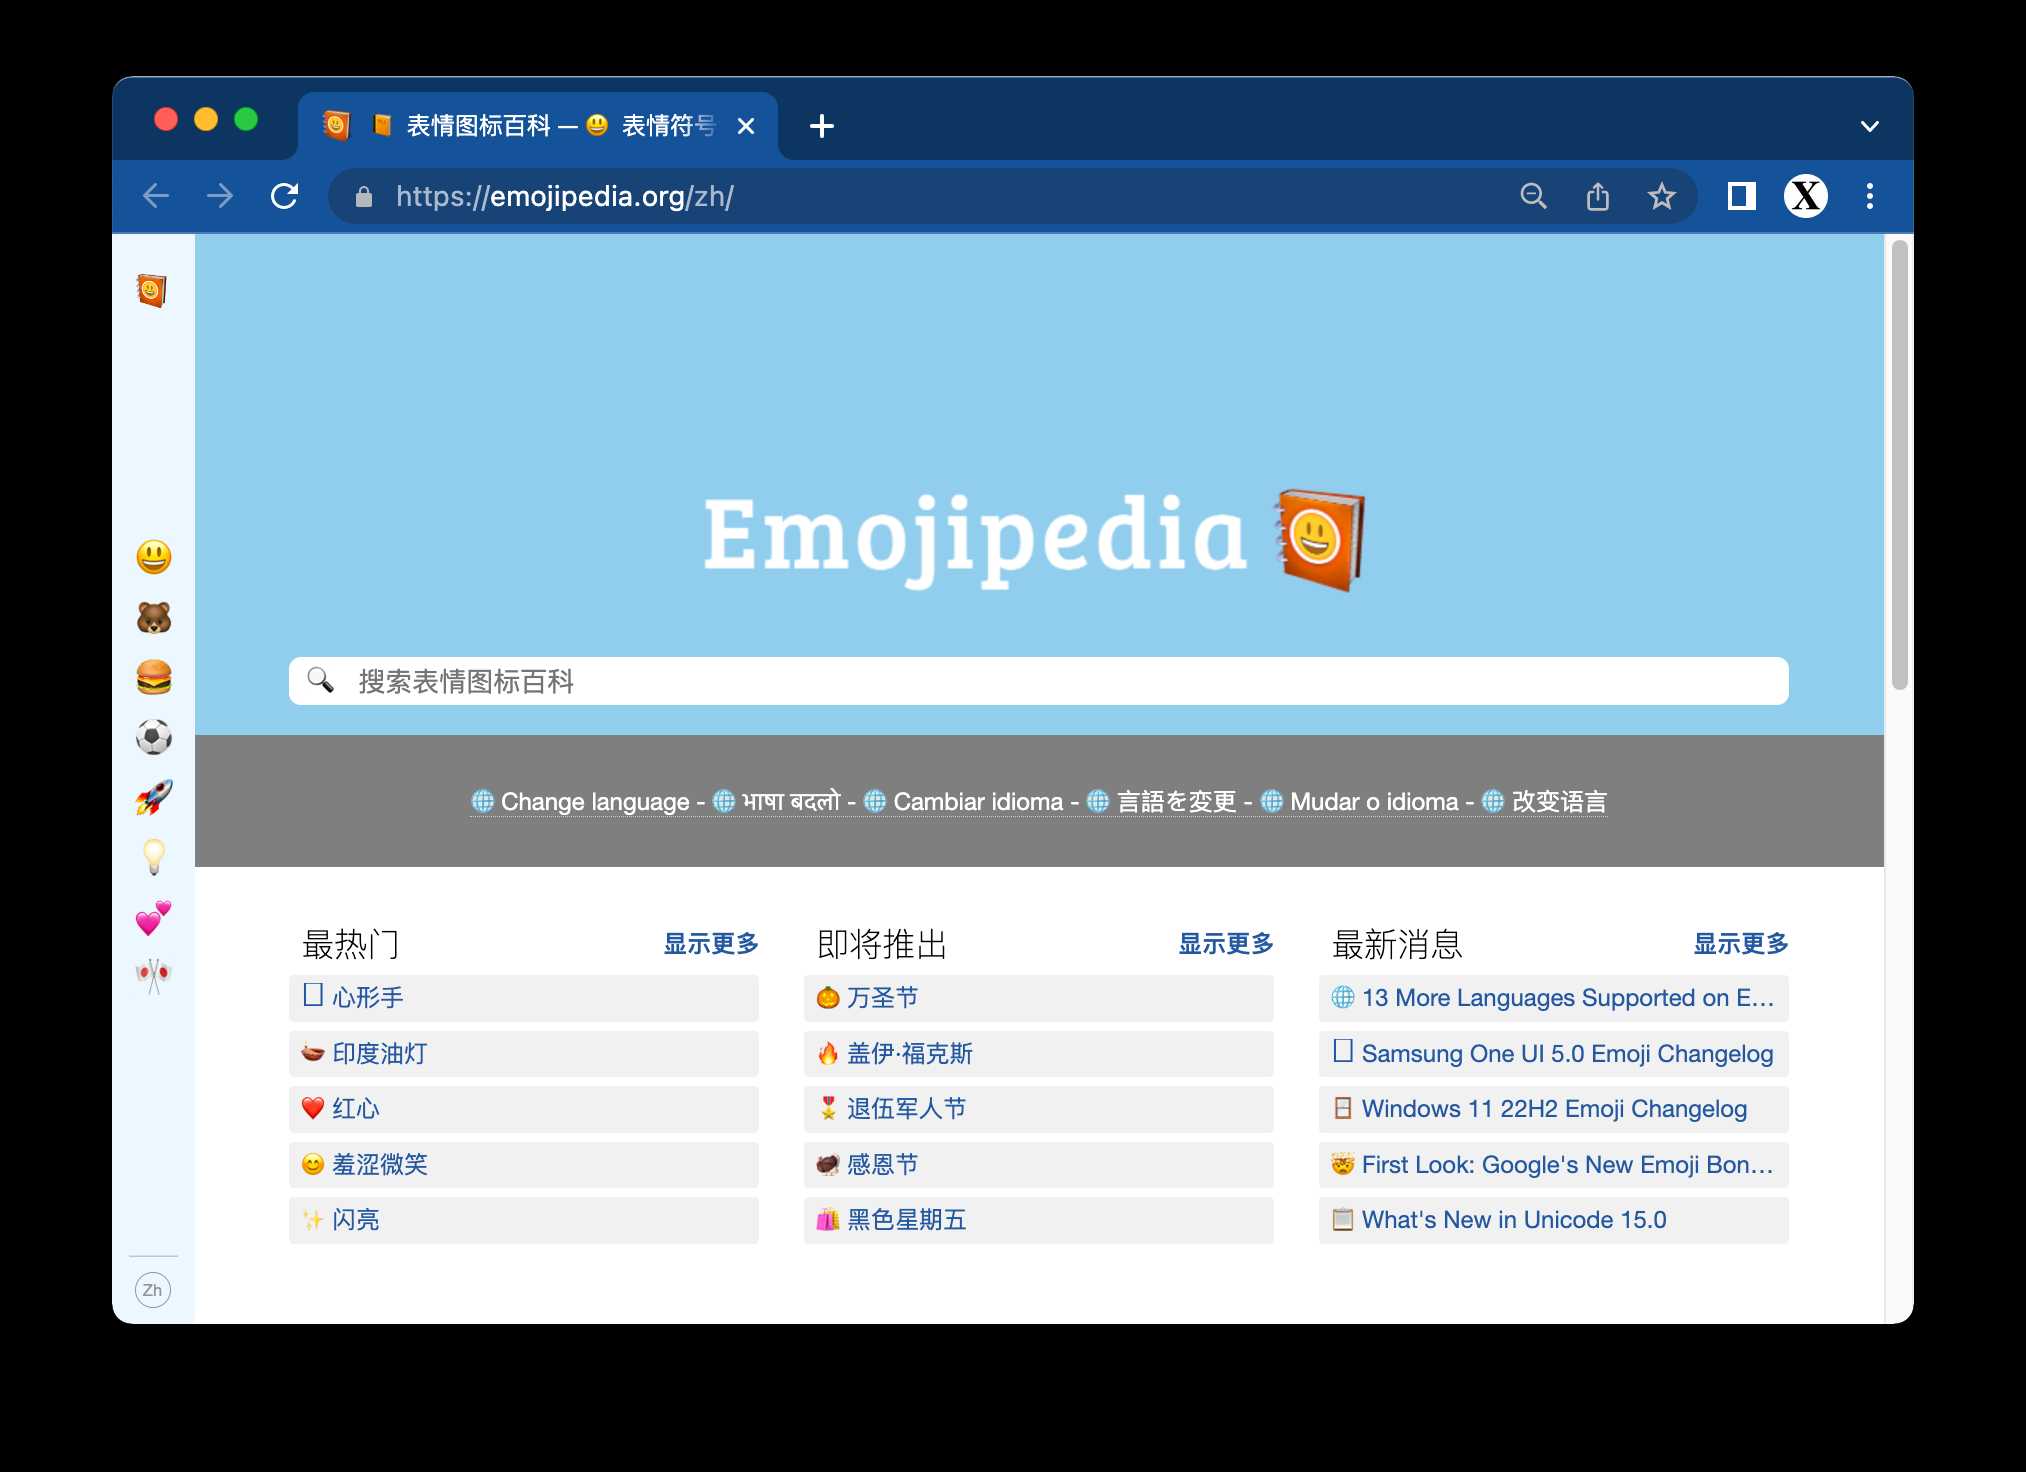 表情图标百科 — 😃 表情符号
https://emojipedia.org/zh/
X
Emojipedia
搜索表情图标百科
🌐 Change language - 🌐 भाषा बदलो - 🌐 Cambiar idioma - 🌐 言語を変更 - 🌐 Mudar o idioma - 🌐 改变语言
最热门 显示更多
心形手
印度油灯
红心
羞涩微笑
闪亮
即将推出 显示更多
万圣节
盖伊·福克斯
退伍军人节
感恩节
黑色星期五
最新消息 显示更多
13 More Languages Supported on E…
Samsung One UI 5.0 Emoji Changelog
Windows 11 22H2 Emoji Changelog
First Look: Google's New Emoji Bon…
What's New in Unicode 15.0
Zh